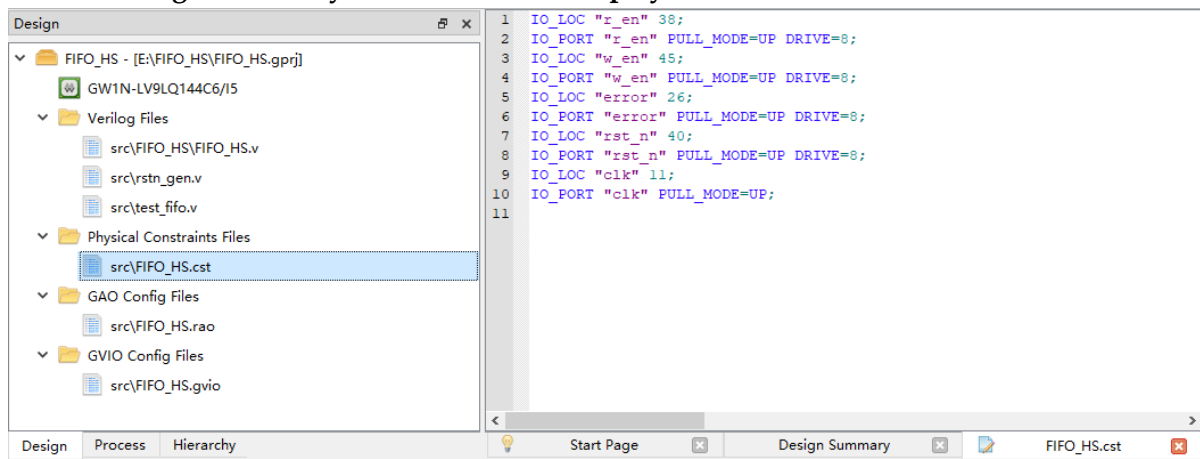 Design
FIFO_HS - [E:\FIFO_HS\FIFO_HS.gprj]
GW1N-LV9LQ144C6/I5
Verilog Files
src\FIFO_HS\FIFO_HS.v
src\rstn_gen.v
src\test_fifo.v
Physical Constraints Files
src\FIFO_HS.cst
GAO Config Files
src\FIFO_HS.rao
GVIO Config Files
src\FIFO_HS.gvio
Design Process Hierarchy
1 IO_LOC "r_en" 38;
2 IO_PORT "r_en" PULL_MODE=UP DRIVE=8;
3 IO_LOC "w_en" 45;
4 IO_PORT "w_en" PULL_MODE=UP DRIVE=8;
5 IO_LOC "error" 26;
6 IO_PORT "error" PULL_MODE=UP DRIVE=8;
7 IO_LOC "rst_n" 40;
8 IO_PORT "rst_n" PULL_MODE=UP DRIVE=8;
9 IO_LOC "clk" 11;
10 IO_PORT "clk" PULL_MODE=UP;
11
Start Page Design Summary FIFO_HS.cst